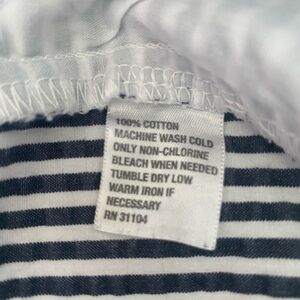 100% COTTON
MACHINE WASH COLD
ONLY NON-CHLORINE
BLEACH WHEN NEEDED
TUMBLE DRY LOW
WARM IRON IF
NECESSARY
RN 31104